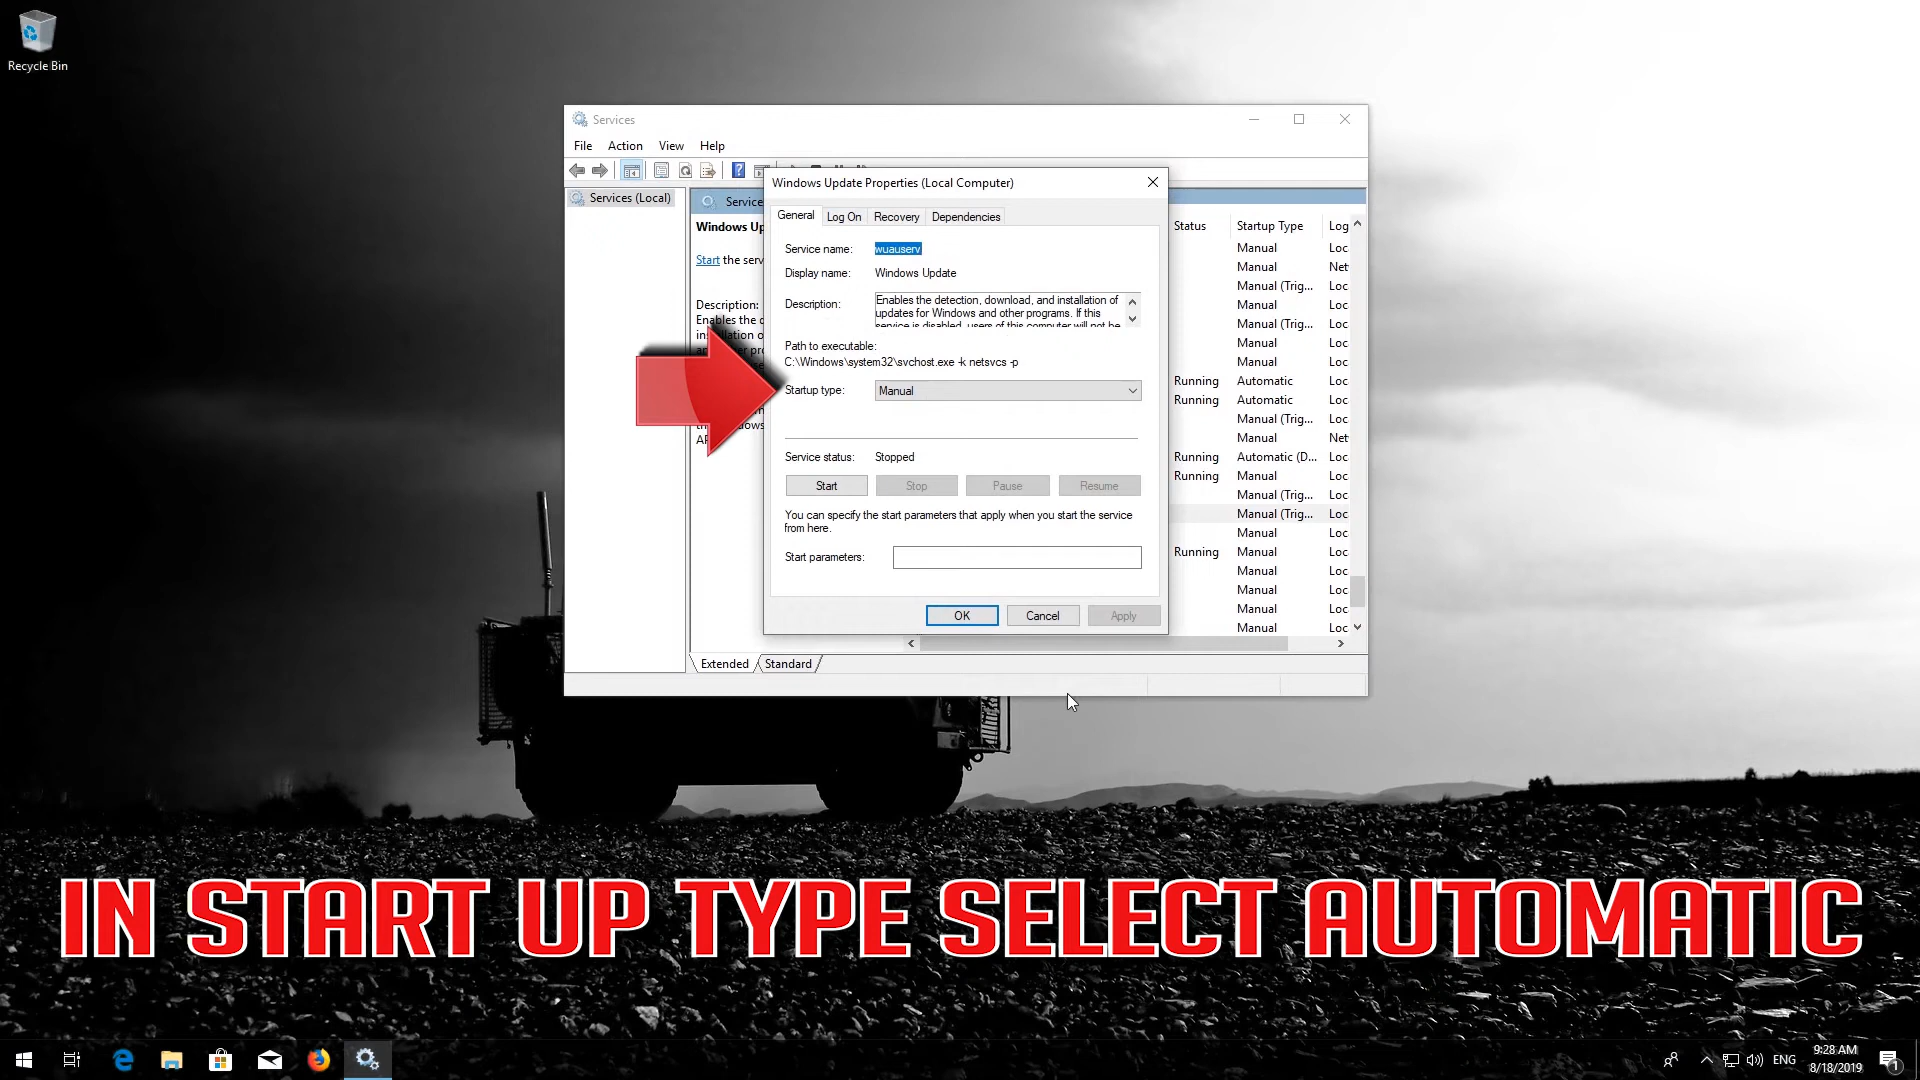 Recycle Bin
Services
File Action View Help
Services (Local)
Service
Windows Up
Start the serv
Description:
Enables the d
Windows Update Properties (Local Computer)
General Log On Recovery Dependencies
Service name: wuauserv
Display name: Windows Update
Description: Enables the detection, download, and installation of
updates for Windows and other programs. If this
service is disabled, users of this computer will not be
Path to executable:
C:\Windows\system32\svchost.exe -k netsvcs -p
Startup type: Manual
Service status: Stopped
Start Stop Pause Resume
You can specify the start parameters that apply when you start the service
from here.
Start parameters:
OK Cancel Apply
Status Startup Type Log
Manual Loc
Manual Net
Manual (Trig... Loc
Manual Loc
Manual (Trig... Loc
Manual Loc
Manual Loc
Running Automatic Loc
Running Automatic Loc
Manual (Trig... Loc
Manual Net
Running Automatic (D... Loc
Running Manual Loc
Manual (Trig... Loc
Manual (Trig... Loc
Manual Loc
Running Manual Loc
Manual Loc
Manual Loc
Manual Loc
Manual Loc
Extended Standard
IN START UP TYPE SELECT AUTOMATIC
ENG
9:28 AM
8/18/2019
1